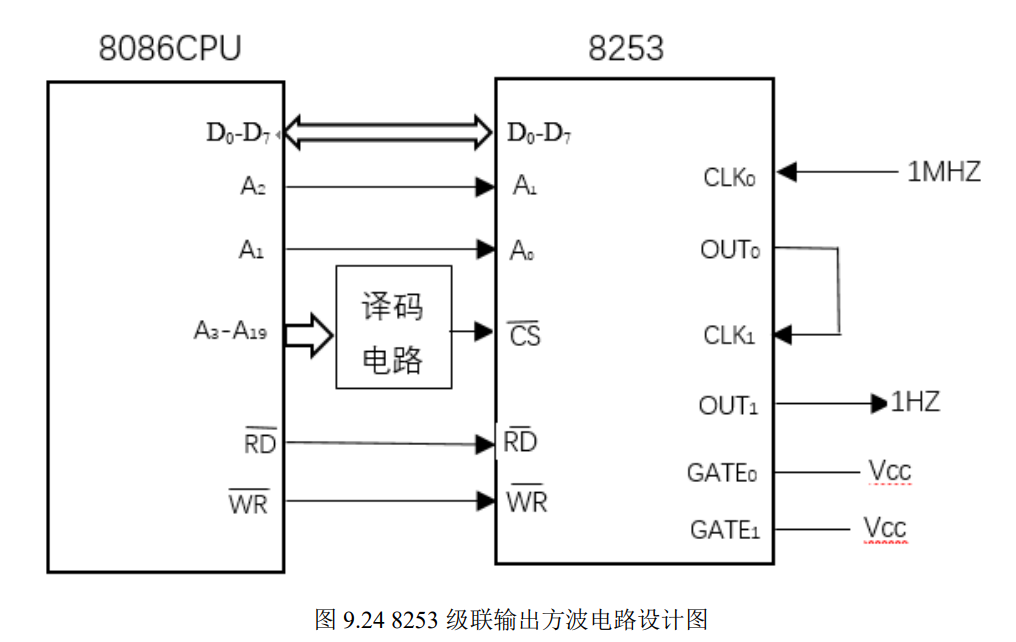 8086CPU
8253
D₀-D₇
D₀-D₇
A₂
A₁
CLK₀
1MHZ
A₁
A₀
OUT₀
译码
电路
A₃-A₁₉
CS
CLK₁
OUT₁
1HZ
RD
RD
GATE₀
Vcc
WR
WR
GATE₁
Vcc
图 9.24 8253 级联输出方波电路设计图